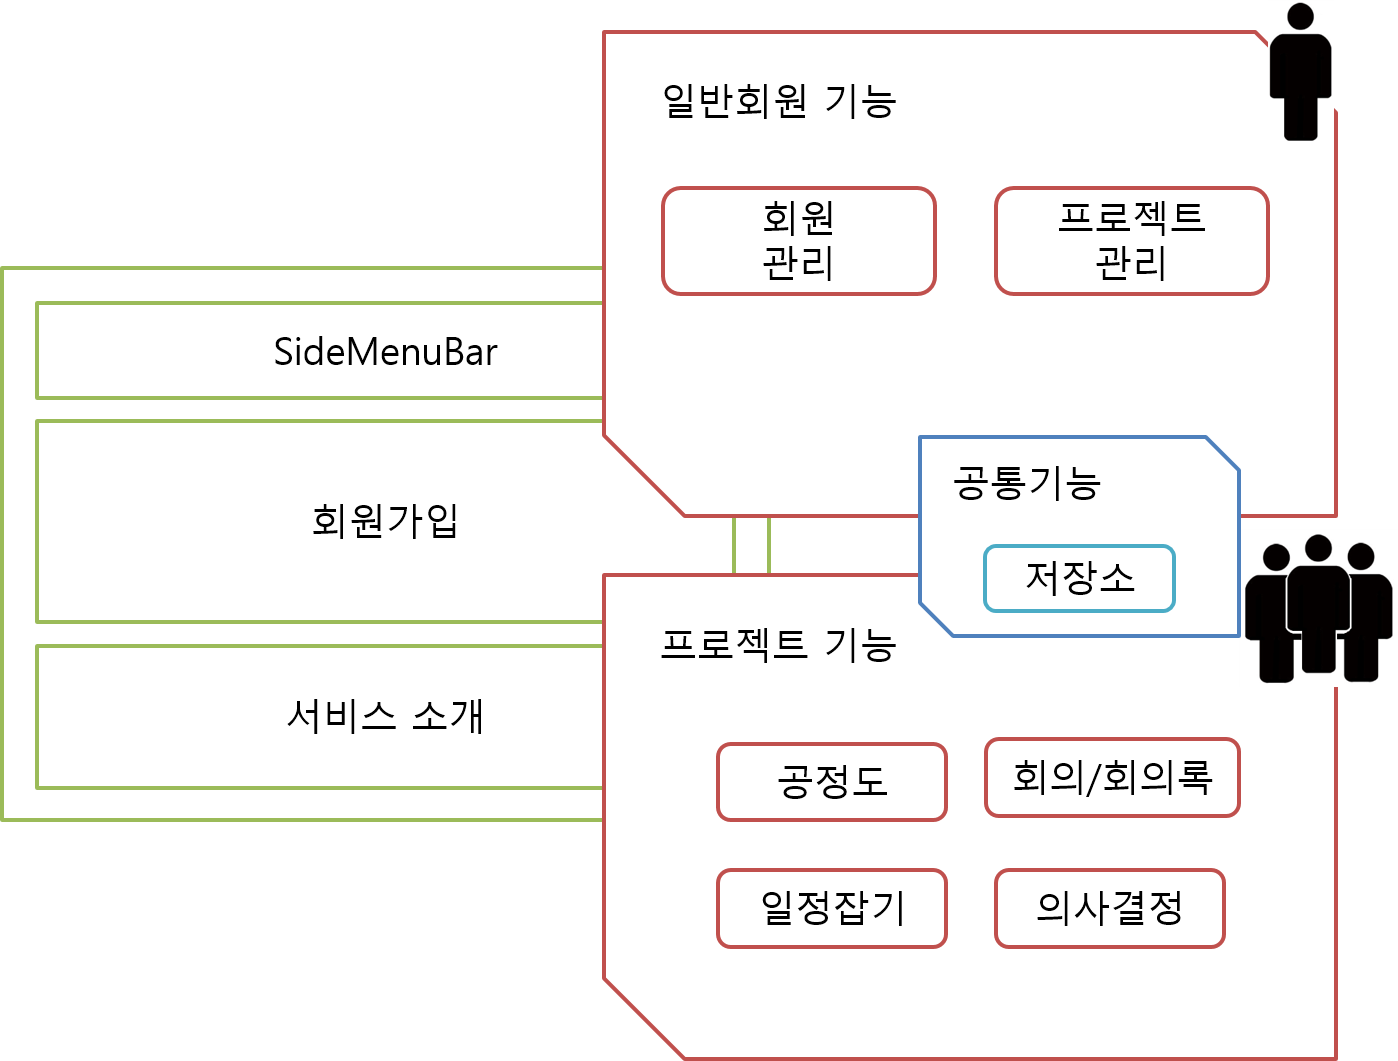 일반회원 기능
회원
관리
프로젝트
관리
SideMenuBar
회원가입
서비스 소개
공통기능
저장소
프로젝트 기능
공정도
회의/회의록
일정잡기
의사결정